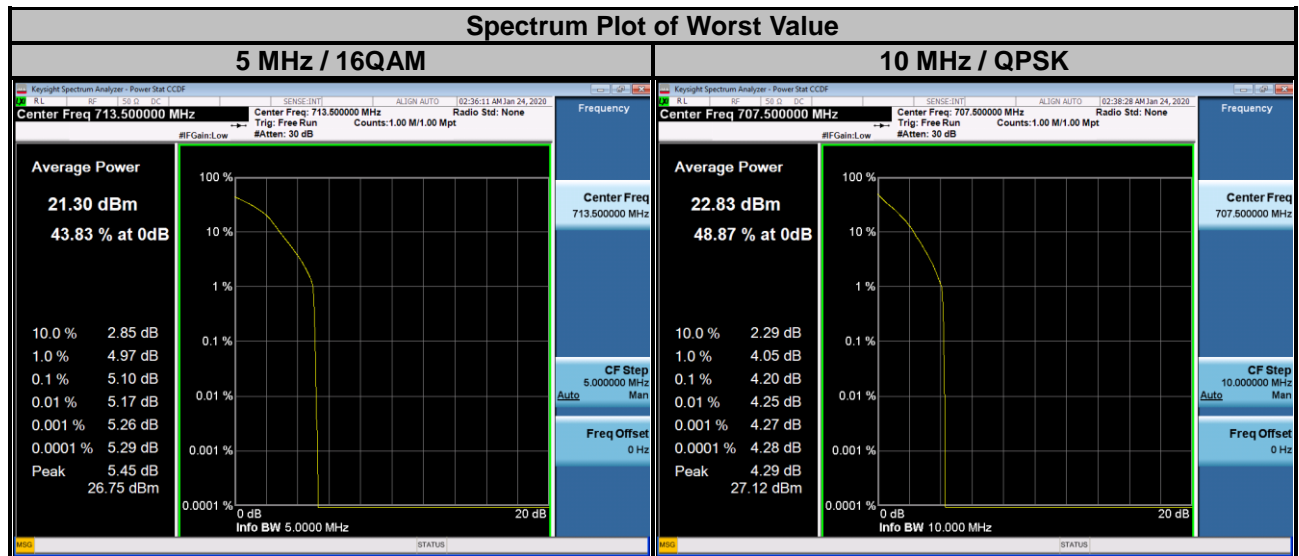 Spectrum Plot of Worst Value
5 MHz / 16QAM
10 MHz / QPSK
Keysight Spectrum Analyzer - Power Stat CCDF
RL RF 50 Ω DC SENSE:INT ALIGN AUTO 02:36:11 AM Jan 24, 2020
Center Freq 713.500000 MHz
Center Freq: 713.500000 MHz Radio Std: None
Trig: Free Run Counts:1.00 M/1.00 Mpt
#IFGain:Low #Atten: 30 dB
Frequency
Average Power
21.30 dBm
43.83 % at 0dB
10.0 % 2.85 dB
1.0 % 4.97 dB
0.1 % 5.10 dB
0.01 % 5.17 dB
0.001 % 5.26 dB
0.0001 % 5.29 dB
Peak 5.45 dB
26.75 dBm
100 %
10 %
1 %
0.1 %
0.01 %
0.001 %
0.0001 %
0 dB 20 dB
Info BW 5.0000 MHz
Center Freq
713.500000 MHz
CF Step
5.000000 MHz
Auto Man
Freq Offset
0 Hz
MSG STATUS
Keysight Spectrum Analyzer - Power Stat CCDF
RL RF 50 Ω DC SENSE:INT ALIGN AUTO 02:38:28 AM Jan 24, 2020
Center Freq 707.500000 MHz
Center Freq: 707.500000 MHz Radio Std: None
Trig: Free Run Counts:1.00 M/1.00 Mpt
#IFGain:Low #Atten: 30 dB
Frequency
Average Power
22.83 dBm
48.87 % at 0dB
10.0 % 2.29 dB
1.0 % 4.05 dB
0.1 % 4.20 dB
0.01 % 4.25 dB
0.001 % 4.27 dB
0.0001 % 4.28 dB
Peak 4.29 dB
27.12 dBm
100 %
10 %
1 %
0.1 %
0.01 %
0.001 %
0.0001 %
0 dB 20 dB
Info BW 10.000 MHz
Center Freq
707.500000 MHz
CF Step
10.000000 MHz
Auto Man
Freq Offset
0 Hz
MSG STATUS